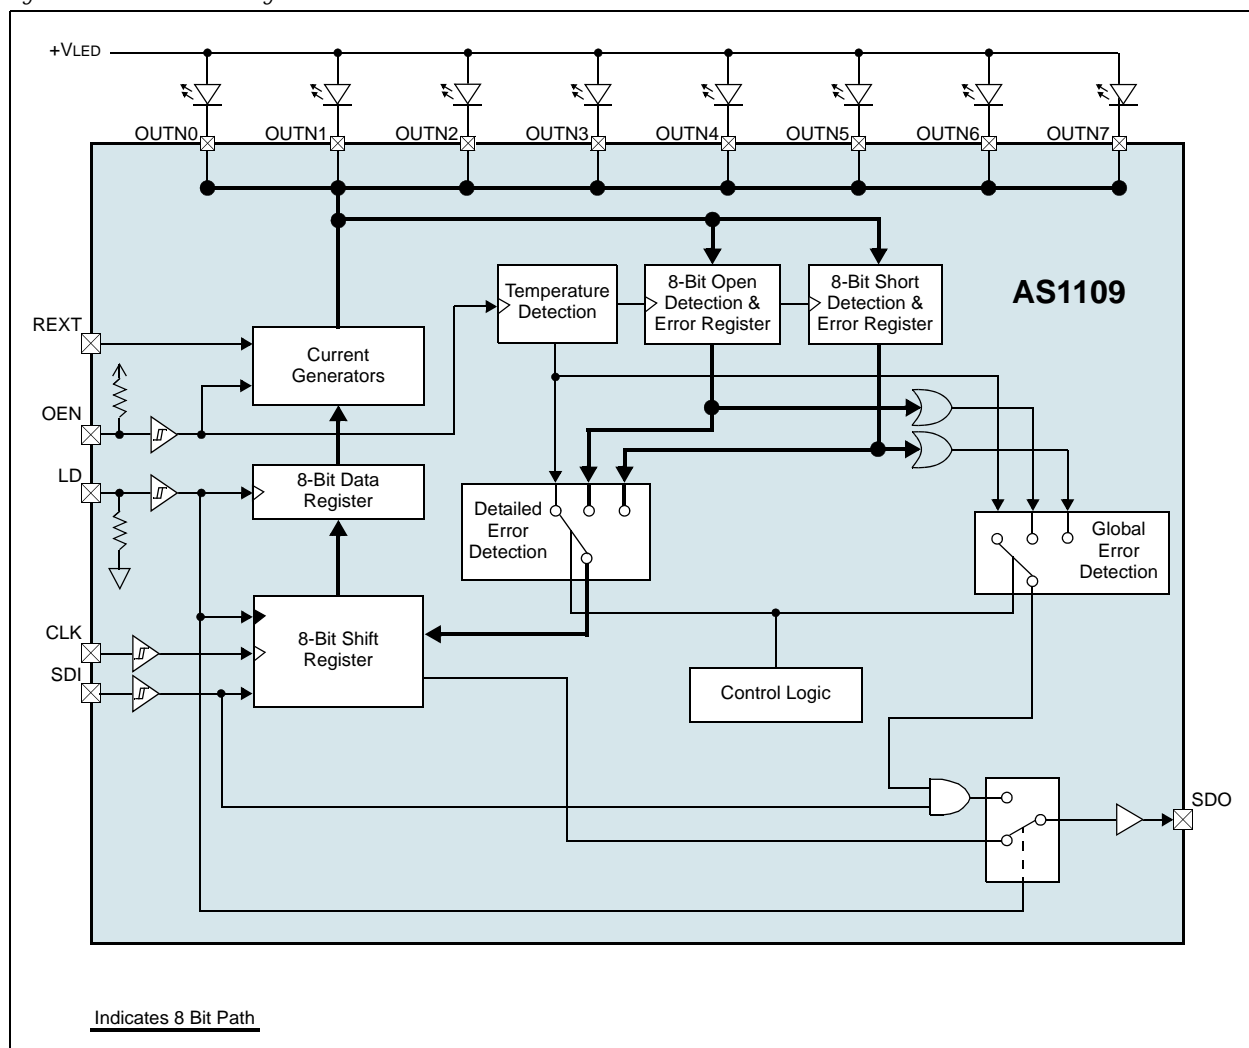 +VLED
OUTN0 OUTN1 OUTN2 OUTN3 OUTN4 OUTN5 OUTN6 OUTN7
AS1109
Temperature
Detection
8-Bit Open
Detection &
Error Register
8-Bit Short
Detection &
Error Register
REXT
Current
Generators
OEN
LD
8-Bit Data
Register
Detailed
Error
Detection
Global
Error
Detection
CLK
SDI
8-Bit Shift
Register
Control Logic
SDO
Indicates 8 Bit Path